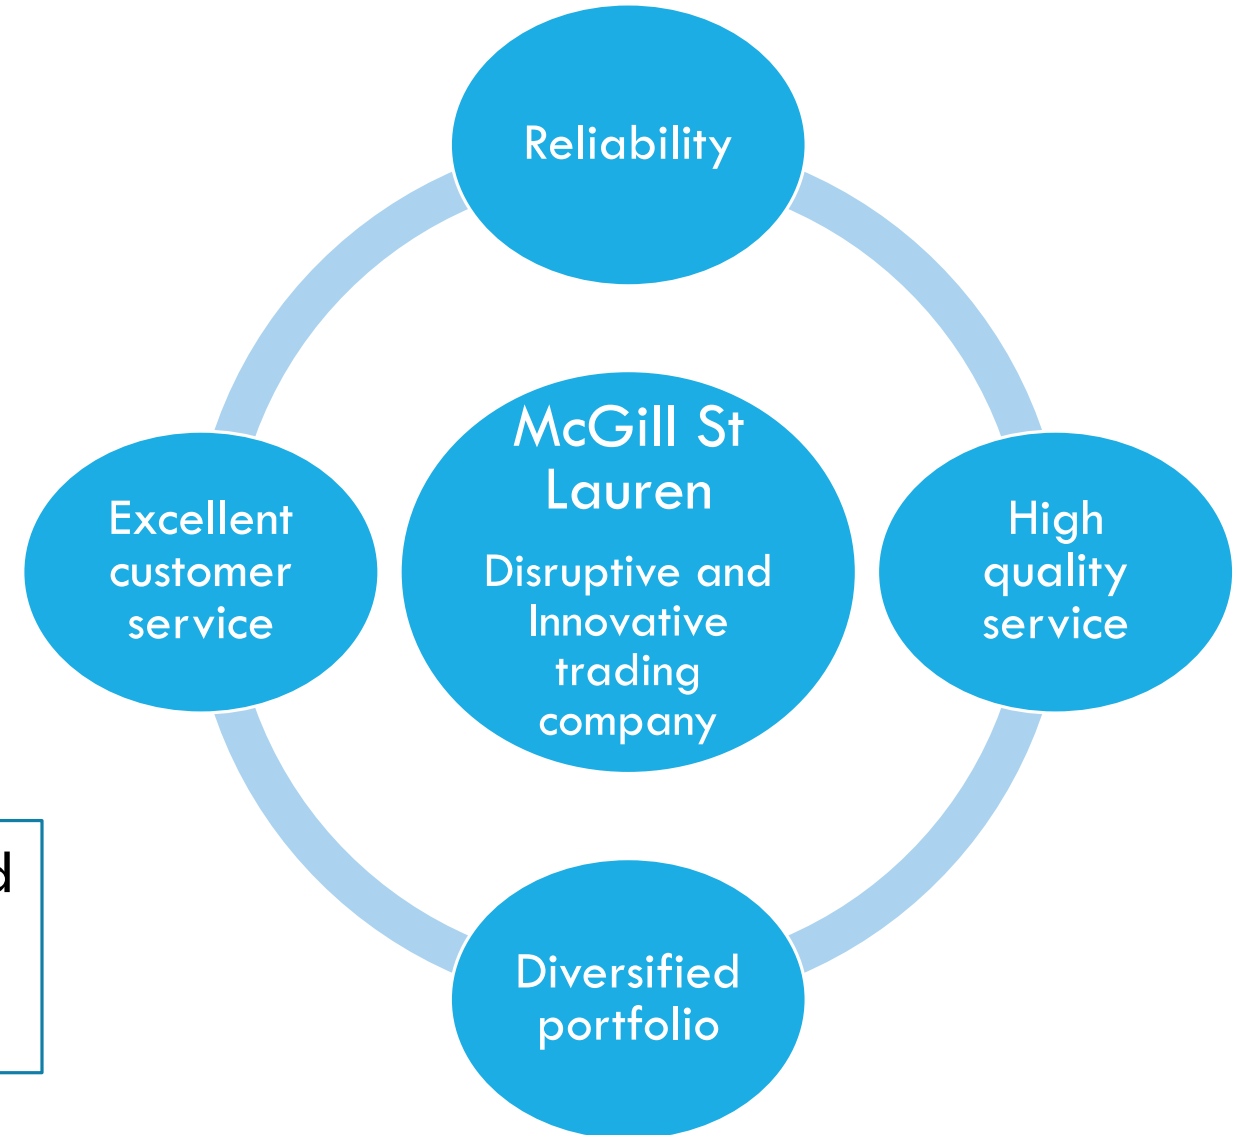 Reliability
McGill St
Lauren
Disruptive and
Innovative
trading
company
Excellent
customer
service
High
quality
service
Diversified
portfolio